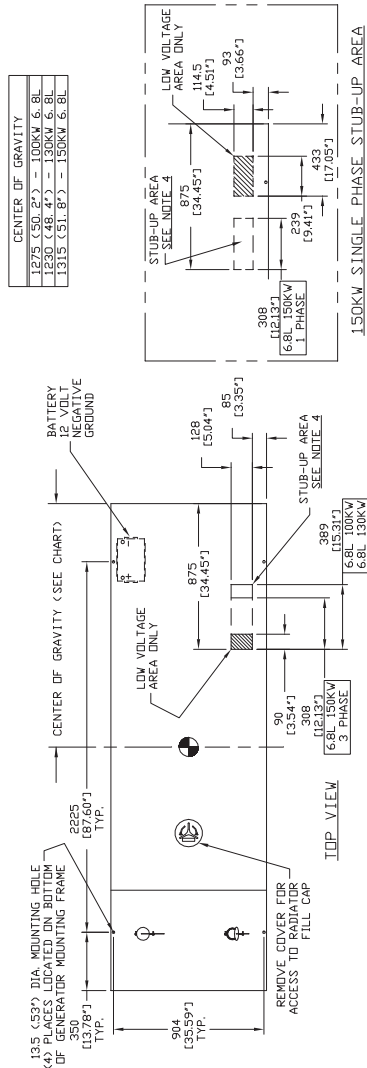 CENTER OF GRAVITY
1275 (50.2") - 100KW 6.8L
1230 (48.4") - 130KW 6.8L
1315 (51.8") - 150KW 6.8L
13.5 (.53") DIA. MOUNTING HOLE
(4) PLACES LOCATED ON BOTTOM
OF GENERATOR MOUNTING FRAME
350
[13.78"]
TYP.
2225
[87.60"]
TYP.
CENTER OF GRAVITY (SEE CHART)
BATTERY
12 VOLT
NEGATIVE
GROUND
904
[35.59"]
TYP.
REMOVE COVER FOR
ACCESS TO RADIATOR
FILL CAP
LOW VOLTAGE
AREA ONLY
875
[34.45"]
128
[5.04"]
85
[3.35"]
STUB-UP AREA
SEE NOTE 4
90
[3.54"]
308
[12.13"]
6.8L 150KW
3 PHASE
389
[15.31"]
6.8L 100KW
6.8L 130KW
TOP VIEW
STUB-UP AREA
SEE NOTE 4
875
[34.45"]
LOW VOLTAGE
AREA ONLY
114.5
[4.51"]
93
[3.66"]
308
[12.13"]
6.8L 150KW
1 PHASE
239
[9.41"]
433
[17.05"]
150KW SINGLE PHASE STUB-UP AREA